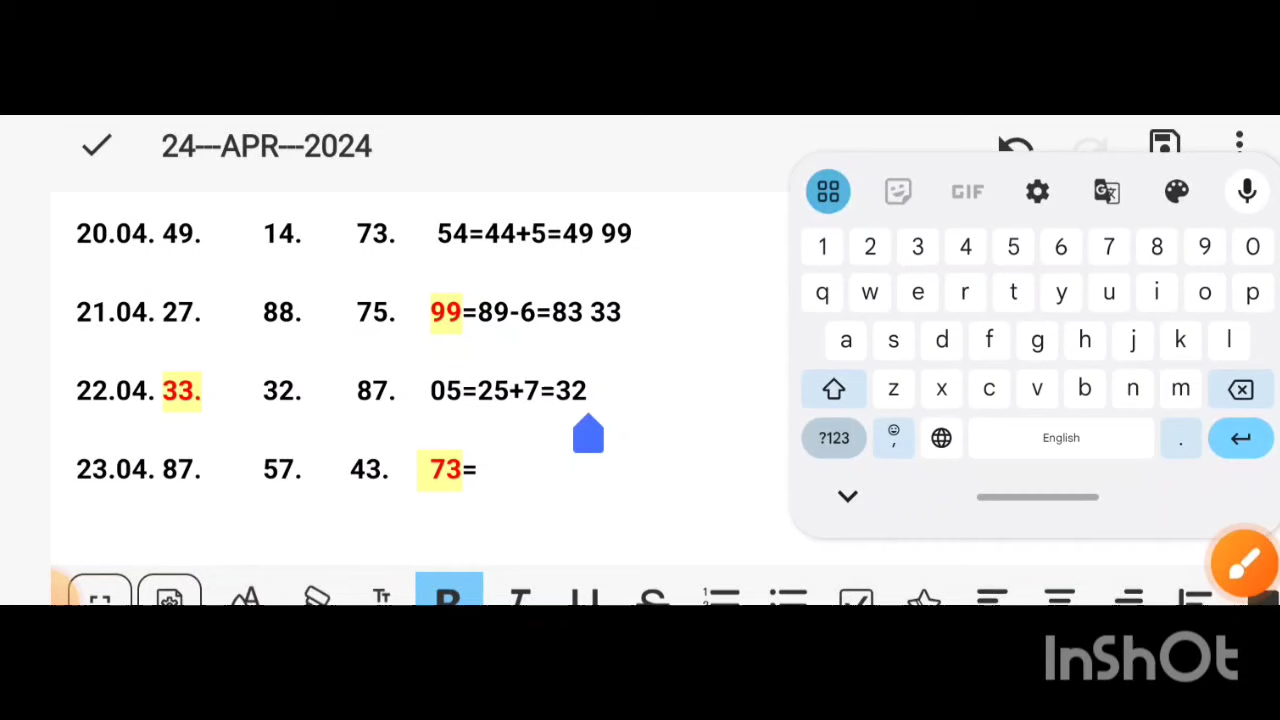 24---APR---2024
20.04. 49. 14. 73. 54=44+5=49 99
21.04. 27. 88. 75. 99=89-6=83 33
22.04. 33. 32. 87. 05=25+7=32
23.04. 87. 57. 43. 73=
GIF
1 2 3 4 5 6 7 8 9 0
q w e r t y u i o p
a s d f g h j k l
z x c v b n m
?123 , English .
Tt B T U S
InShOt